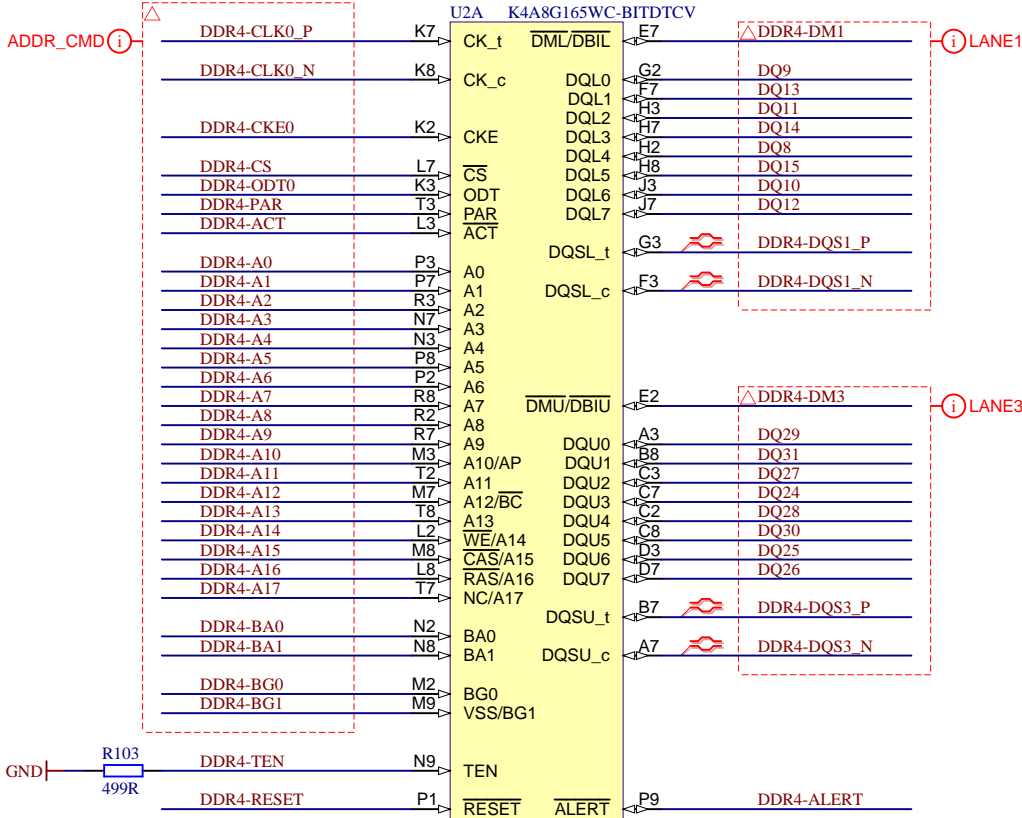 U2A K4A8G165WC-BITDTCV
ADDR_CMD i
DDR4-CLK0_P K7 CK_t
DDR4-CLK0_N K8 CK_c
DDR4-CKE0 K2 CKE
DDR4-CS L7 CS
DDR4-ODT0 K3 ODT
DDR4-PAR T3 PAR
DDR4-ACT L3 ACT
DDR4-A0 P3 A0
DDR4-A1 P7 A1
DDR4-A2 R3 A2
DDR4-A3 N7 A3
DDR4-A4 N3 A4
DDR4-A5 P8 A5
DDR4-A6 P2 A6
DDR4-A7 R8 A7
DDR4-A8 R2 A8
DDR4-A9 R7 A9
DDR4-A10 M3 A10/AP
DDR4-A11 T2 A11
DDR4-A12 M7 A12/BC
DDR4-A13 T8 A13
DDR4-A14 L2 WE/A14
DDR4-A15 M8 CAS/A15
DDR4-A16 L8 RAS/A16
DDR4-A17 T7 NC/A17
DDR4-BA0 N2 BA0
DDR4-BA1 N8 BA1
DDR4-BG0 M2 BG0
DDR4-BG1 M9 VSS/BG1
R103
GND
499R
DDR4-TEN N9 TEN
DDR4-RESET P1 RESET
DML/DBIL E7 DDR4-DM1
i LANE1
DQL0 G2 DQ9
DQL1 F7 DQ13
DQL2 H3 DQ11
DQL3 H7 DQ14
DQL4 H2 DQ8
DQL5 H8 DQ15
DQL6 J3 DQ10
DQL7 J7 DQ12
DQSL_t G3 DDR4-DQS1_P
DQSL_c F3 DDR4-DQS1_N
DMU/DBIU E2 DDR4-DM3
i LANE3
DQU0 A3 DQ29
DQU1 B8 DQ31
DQU2 C3 DQ27
DQU3 C7 DQ24
DQU4 C2 DQ28
DQU5 C8 DQ30
DQU6 D3 DQ25
DQU7 D7 DQ26
DQSU_t B7 DDR4-DQS3_P
DQSU_c A7 DDR4-DQS3_N
ALERT P9 DDR4-ALERT